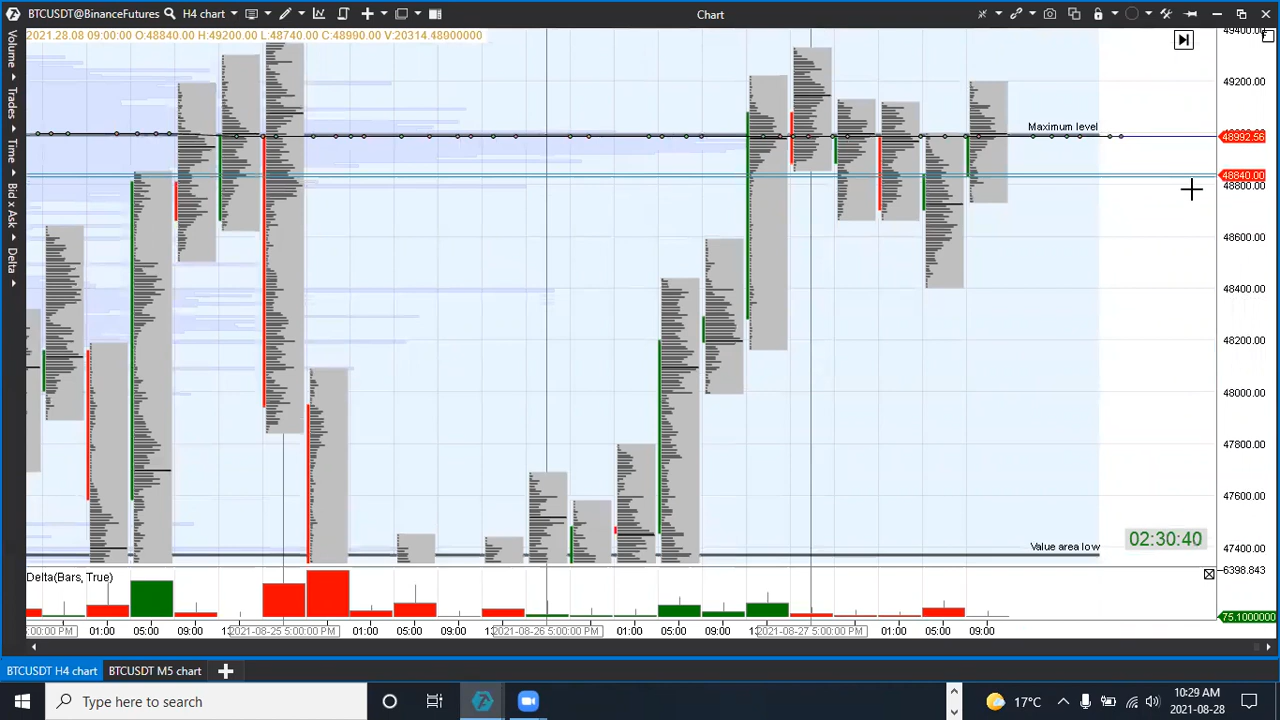 BTCUSDT@BinanceFutures H4 chart Chart
2021.28.08 09:00:00 O:48840.00 H:49200.00 L:48740.00 C:48990.00 V:20314.48000000
Volume
Trades
Time
Bid x Ask
Delta
49400.00
49200.00
Maximum level
48992.56
48840.00
48800.00
48600.00
48400.00
48200.00
48000.00
47800.00
47600.00
02:30:40
Value area low
47400.00
Delta(Bars, True)
-6398.843
75.1000000
05:00 09:00 2021-08-25 5:00:00 PM 01:00 05:00 09:00 2021-08-26 5:00:00 PM 01:00 05:00 09:00 2021-08-27 5:00:00 PM 01:00 05:00 09:00
BTCUSDT H4 chart BTCUSDT M5 chart
Type here to search
17°C
10:29 AM
2021-08-28